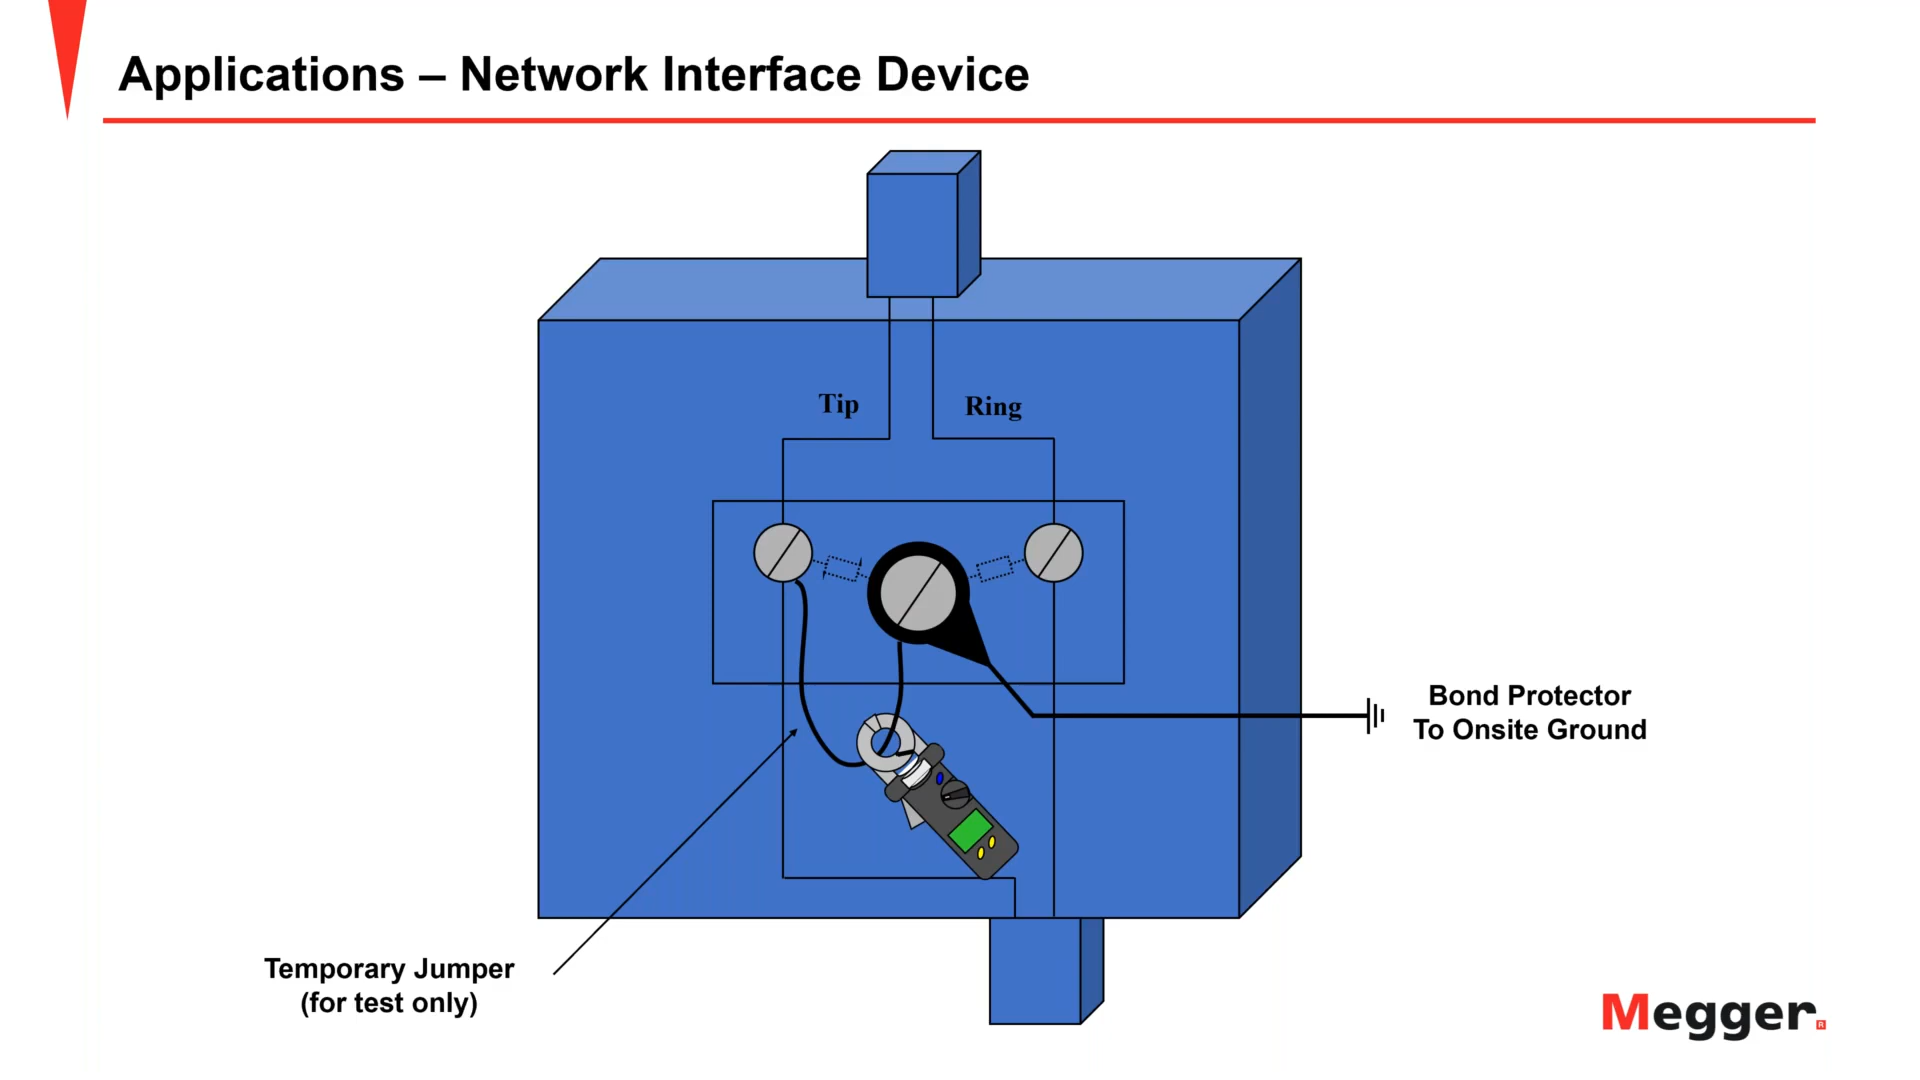 Applications – Network Interface Device
Tip
Ring
Bond Protector
To Onsite Ground
Temporary Jumper
(for test only)
Megger®